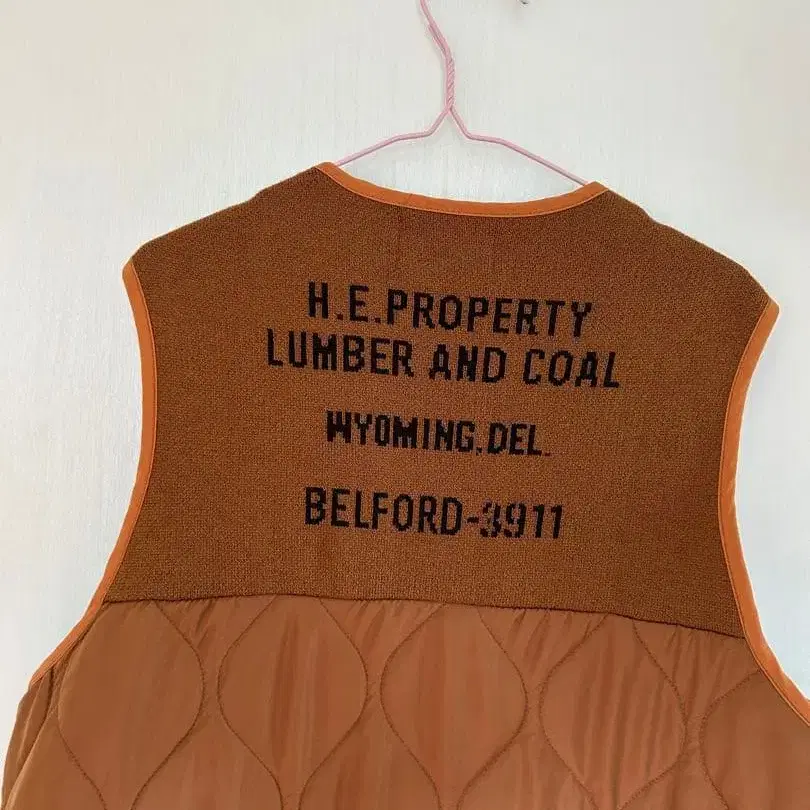 H.E.PROPERTY
LUMBER AND COAL
WYOMING,DEL.
BELFORD-3911